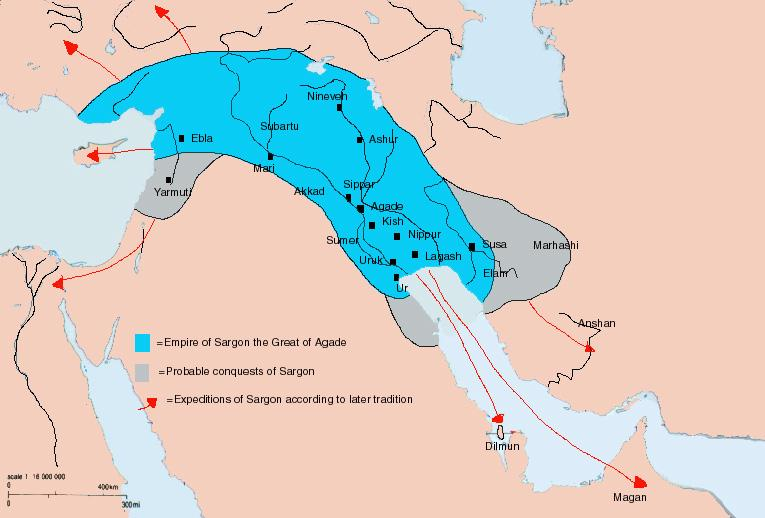 Nineveh
Subartu
Ebla
Ashur
Mari
Yarmuti
Akkad
Sippar
Agade
Kish
Sumer
Nippur
Susa
Marhashi
Uruk
Lagash
Elam
Ur
Anshan
=Empire of Sargon the Great of Agade
=Probable conquests of Sargon
=Expeditions of Sargon according to later tradition
Dilmun
Magan
scale 1 16 000 000
0
400km
0
300mi